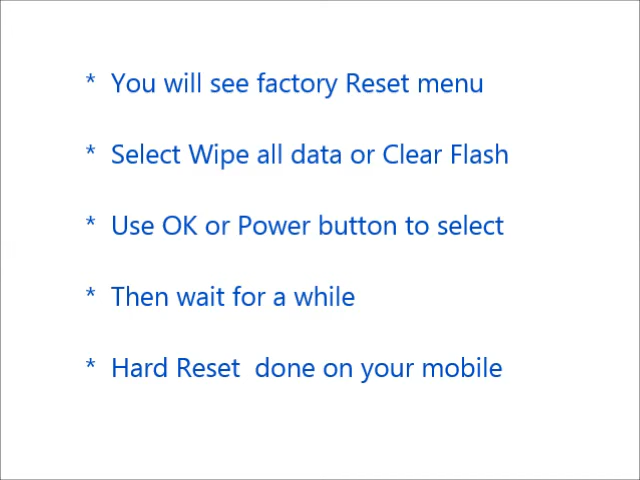 * You will see factory Reset menu
* Select Wipe all data or Clear Flash
* Use OK or Power button to select
* Then wait for a while
* Hard Reset  done on your mobile